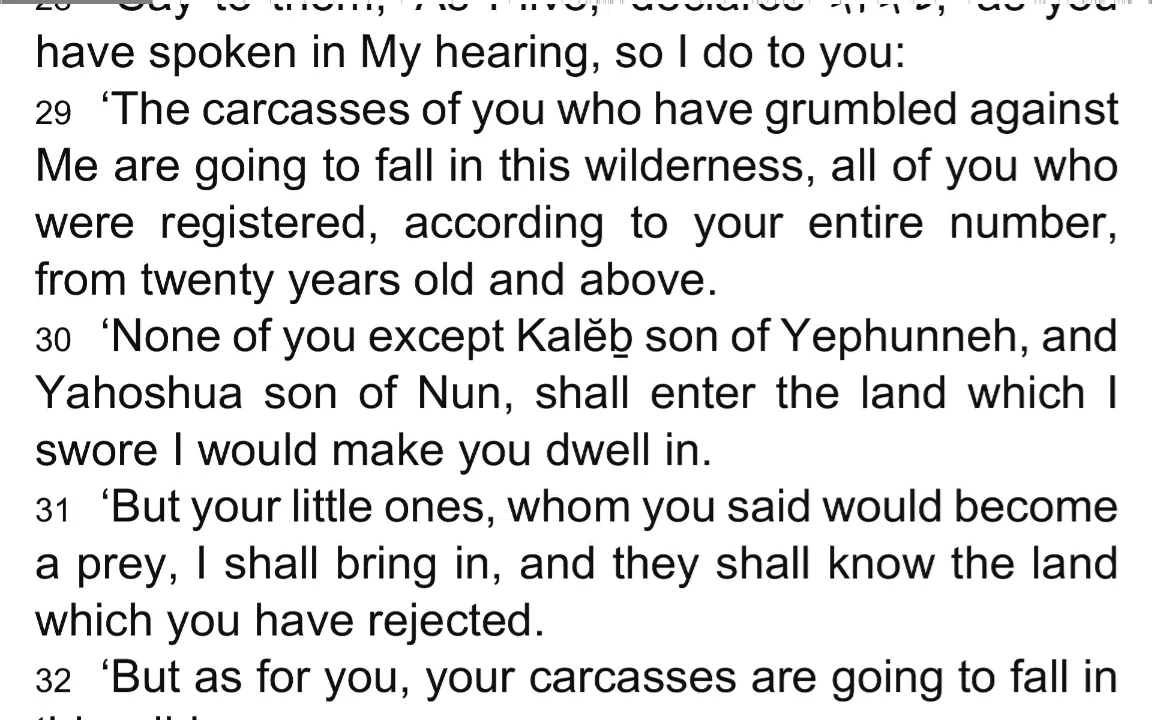 have spoken in My hearing, so I do to you:
29 ‘The carcasses of you who have grumbled against
Me are going to fall in this wilderness, all of you who
were registered, according to your entire number,
from twenty years old and above.
30 ‘None of you except Kalĕḇ son of Yephunneh, and
Yahoshua son of Nun, shall enter the land which I
swore I would make you dwell in.
31 ‘But your little ones, whom you said would become
a prey, I shall bring in, and they shall know the land
which you have rejected.
32 ‘But as for you, your carcasses are going to fall in